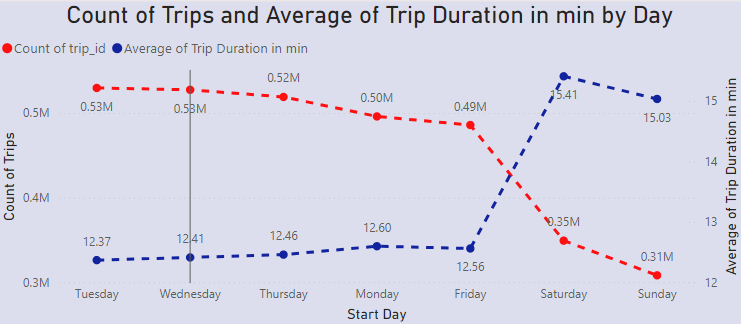 Count of Trips and Average of Trip Duration in min by Day
Count of trip_id Average of Trip Duration in min
Count of Trips
0.5M
0.4M
0.3M
0.53M
0.53M
0.52M
0.50M
0.49M
0.35M
0.31M
12.37
12.41
12.46
12.60
12.56
15.41
15.03
15
14
13
12
Average of Trip Duration in min
Tuesday Wednesday Thursday Monday Friday Saturday Sunday
Start Day